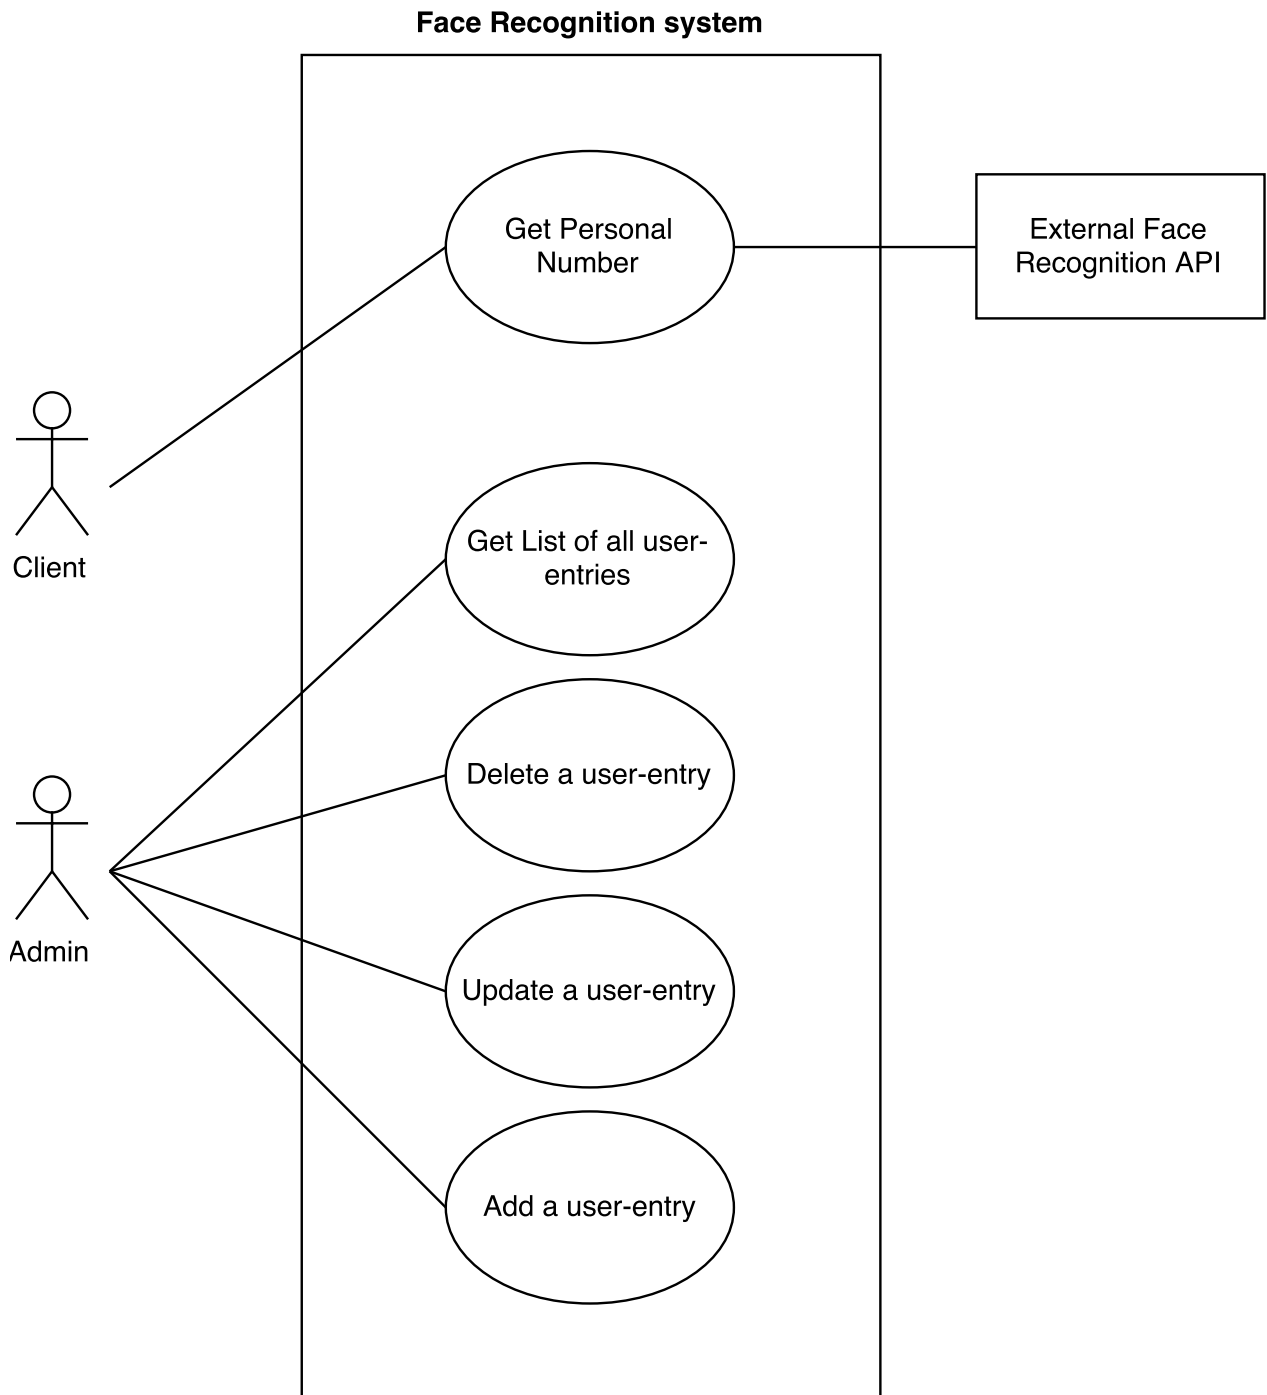 Face Recognition system
Get Personal
Number
External Face
Recognition API
Client
Get List of all user-
entries
Delete a user-entry
Admin
Update a user-entry
Add a user-entry